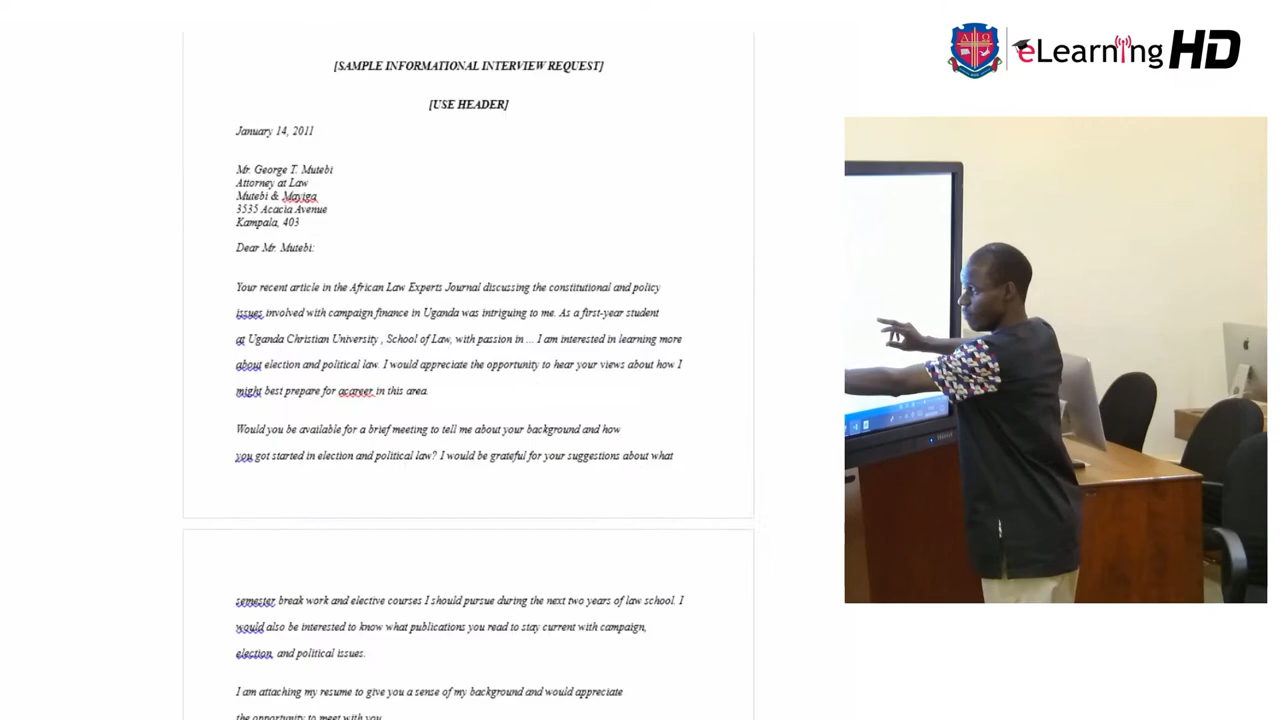 [SAMPLE INFORMATIONAL INTERVIEW REQUEST]
[USE HEADER]
January 14, 2011
Mr. George T. Mutebi
Attorney at Law
Mutebi & Mayiga
3535 Acacia Avenue
Kampala, 403
Dear Mr. Mutebi:
Your recent article in the African Law Experts Journal discussing the constitutional and policy
issues involved with campaign finance in Uganda was intriguing to me. As a first-year student
at Uganda Christian University , School of Law, with passion in ... I am interested in learning more
about election and political law. I would appreciate the opportunity to hear your views about how I
might best prepare for acareer in this area.
Would you be available for a brief meeting to tell me about your background and how
you got started in election and political law? I would be grateful for your suggestions about what
semester break work and elective courses I should pursue during the next two years of law school. I
would also be interested to know what publications you read to stay current with campaign,
election, and political issues.
I am attaching my resume to give you a sense of my background and would appreciate
the opportunity to meet with you
eLearning HD
Α Ω